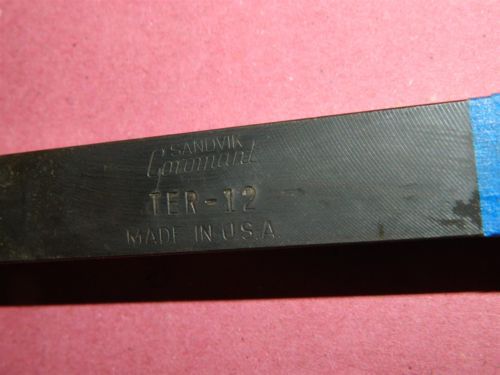 SANDVIK
Coromant
TER-12
MADE IN U.S.A.